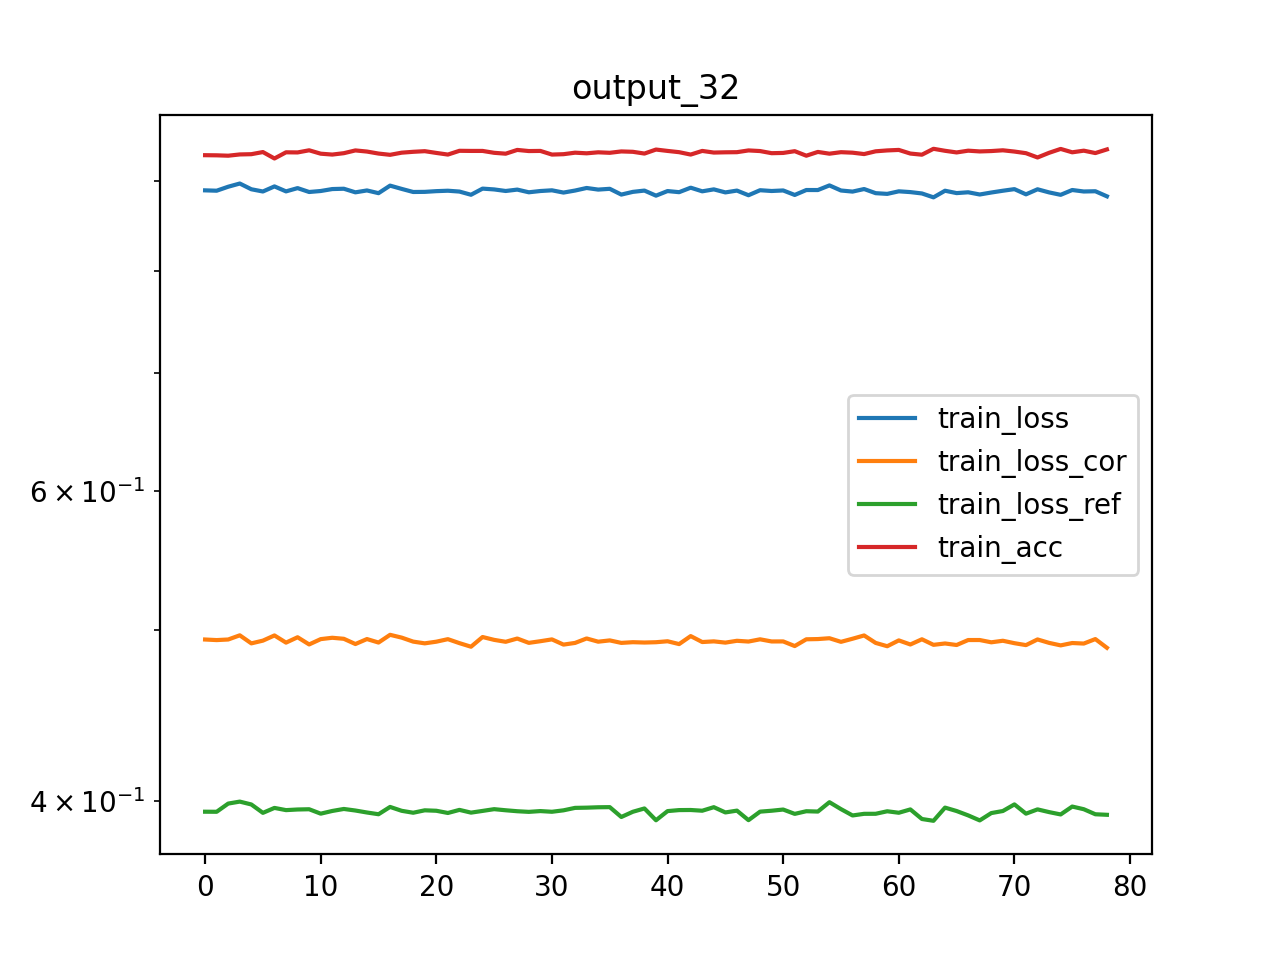 output_32
6 × 10⁻¹
4 × 10⁻¹
train_loss
train_loss_cor
train_loss_ref
train_acc
0 10 20 30 40 50 60 70 80